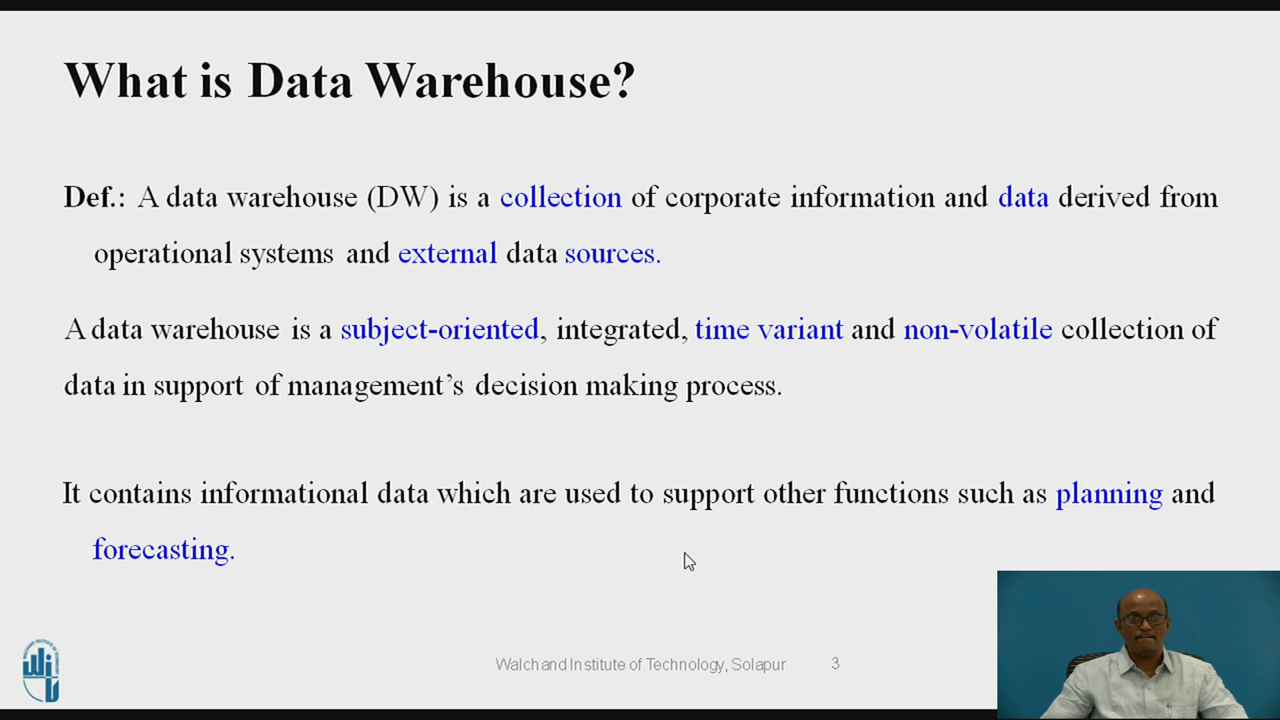 What is Data Warehouse?
Def.: A data warehouse (DW) is a collection of corporate information and data derived from
operational systems and external data sources.
A data warehouse is a subject-oriented, integrated, time variant and non-volatile collection of
data in support of management's decision making process.
It contains informational data which are used to support other functions such as planning and
forecasting.
Walchand Institute of Technology, Solapur 3